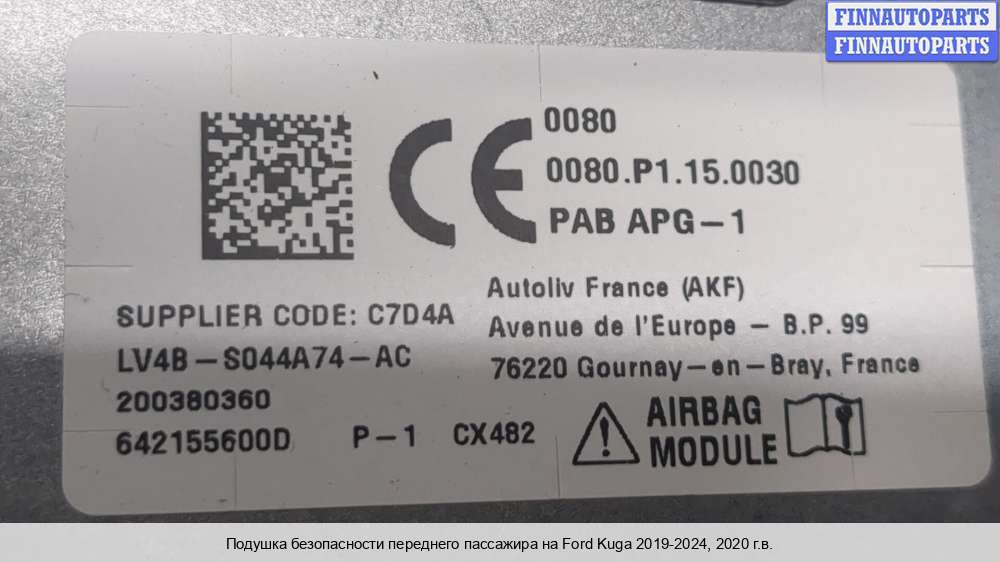 FINNAUTOPARTS
FINNAUTOPARTS
CE 0080
0080.P1.15.0030
PAB APG-1
Autoliv France (AKF)
Avenue de l'Europe - B.P. 99
76220 Gournay-en-Bray, France
SUPPLIER CODE: C7D4A
LV4B-S044A74-AC
200380360
642155600D P-1 CX482
AIRBAG
MODULE
Подушка безопасности переднего пассажира на Ford Kuga 2019-2024, 2020 г.в.